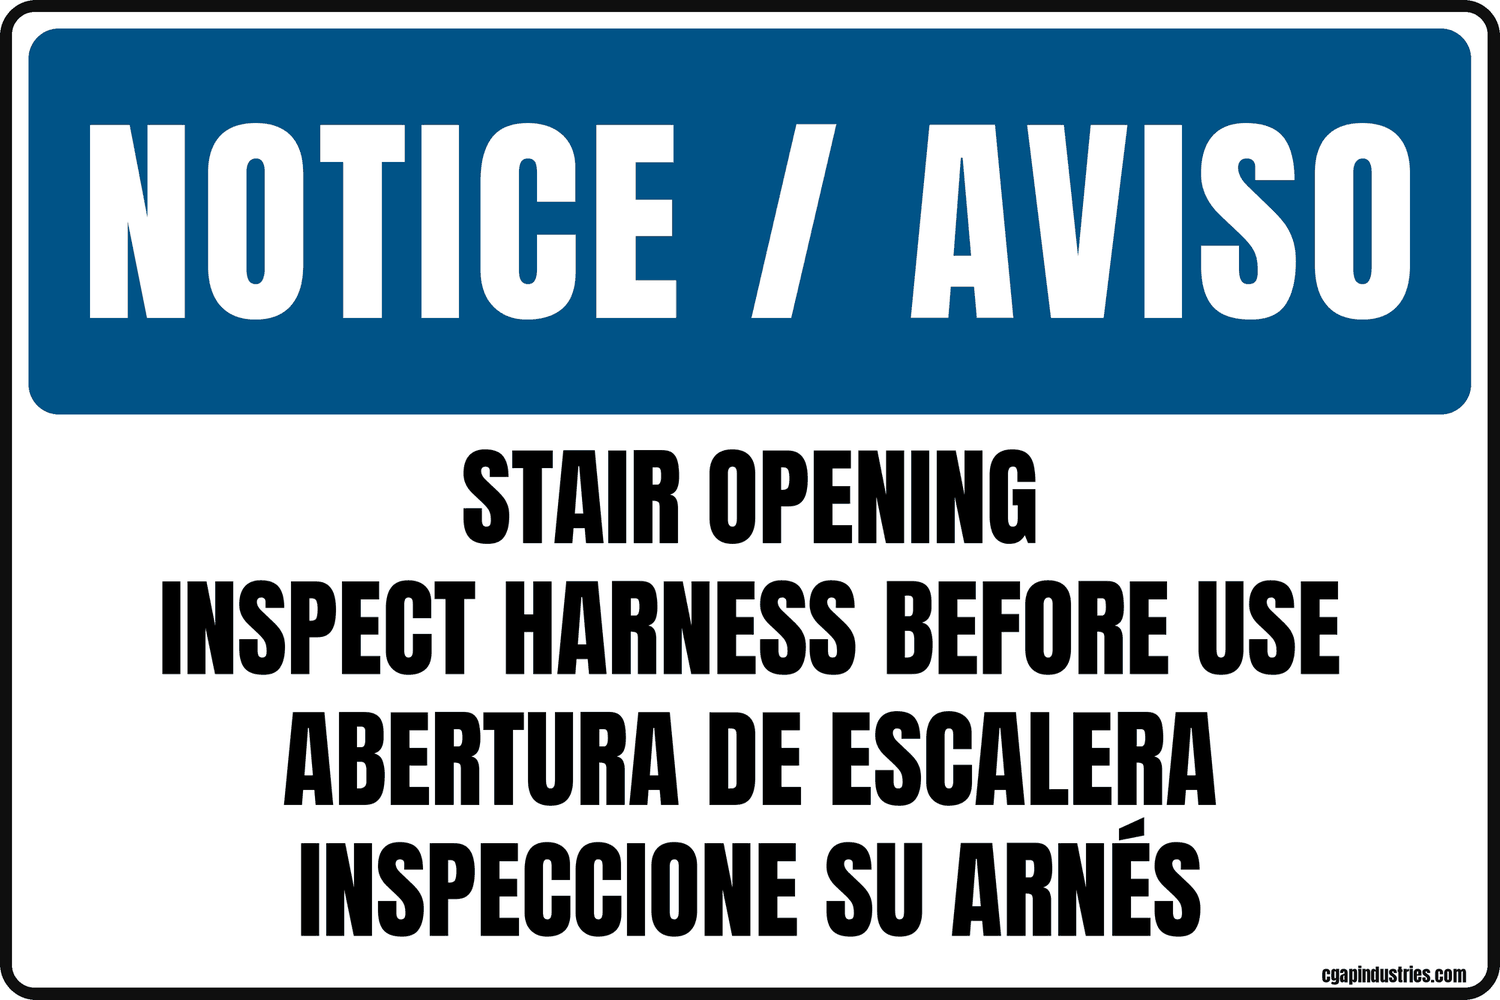 NOTICE / AVISO
STAIR OPENING
INSPECT HARNESS BEFORE USE
ABERTURA DE ESCALERA
INSPECCIONE SU ARNÉS
cgapindustries.com